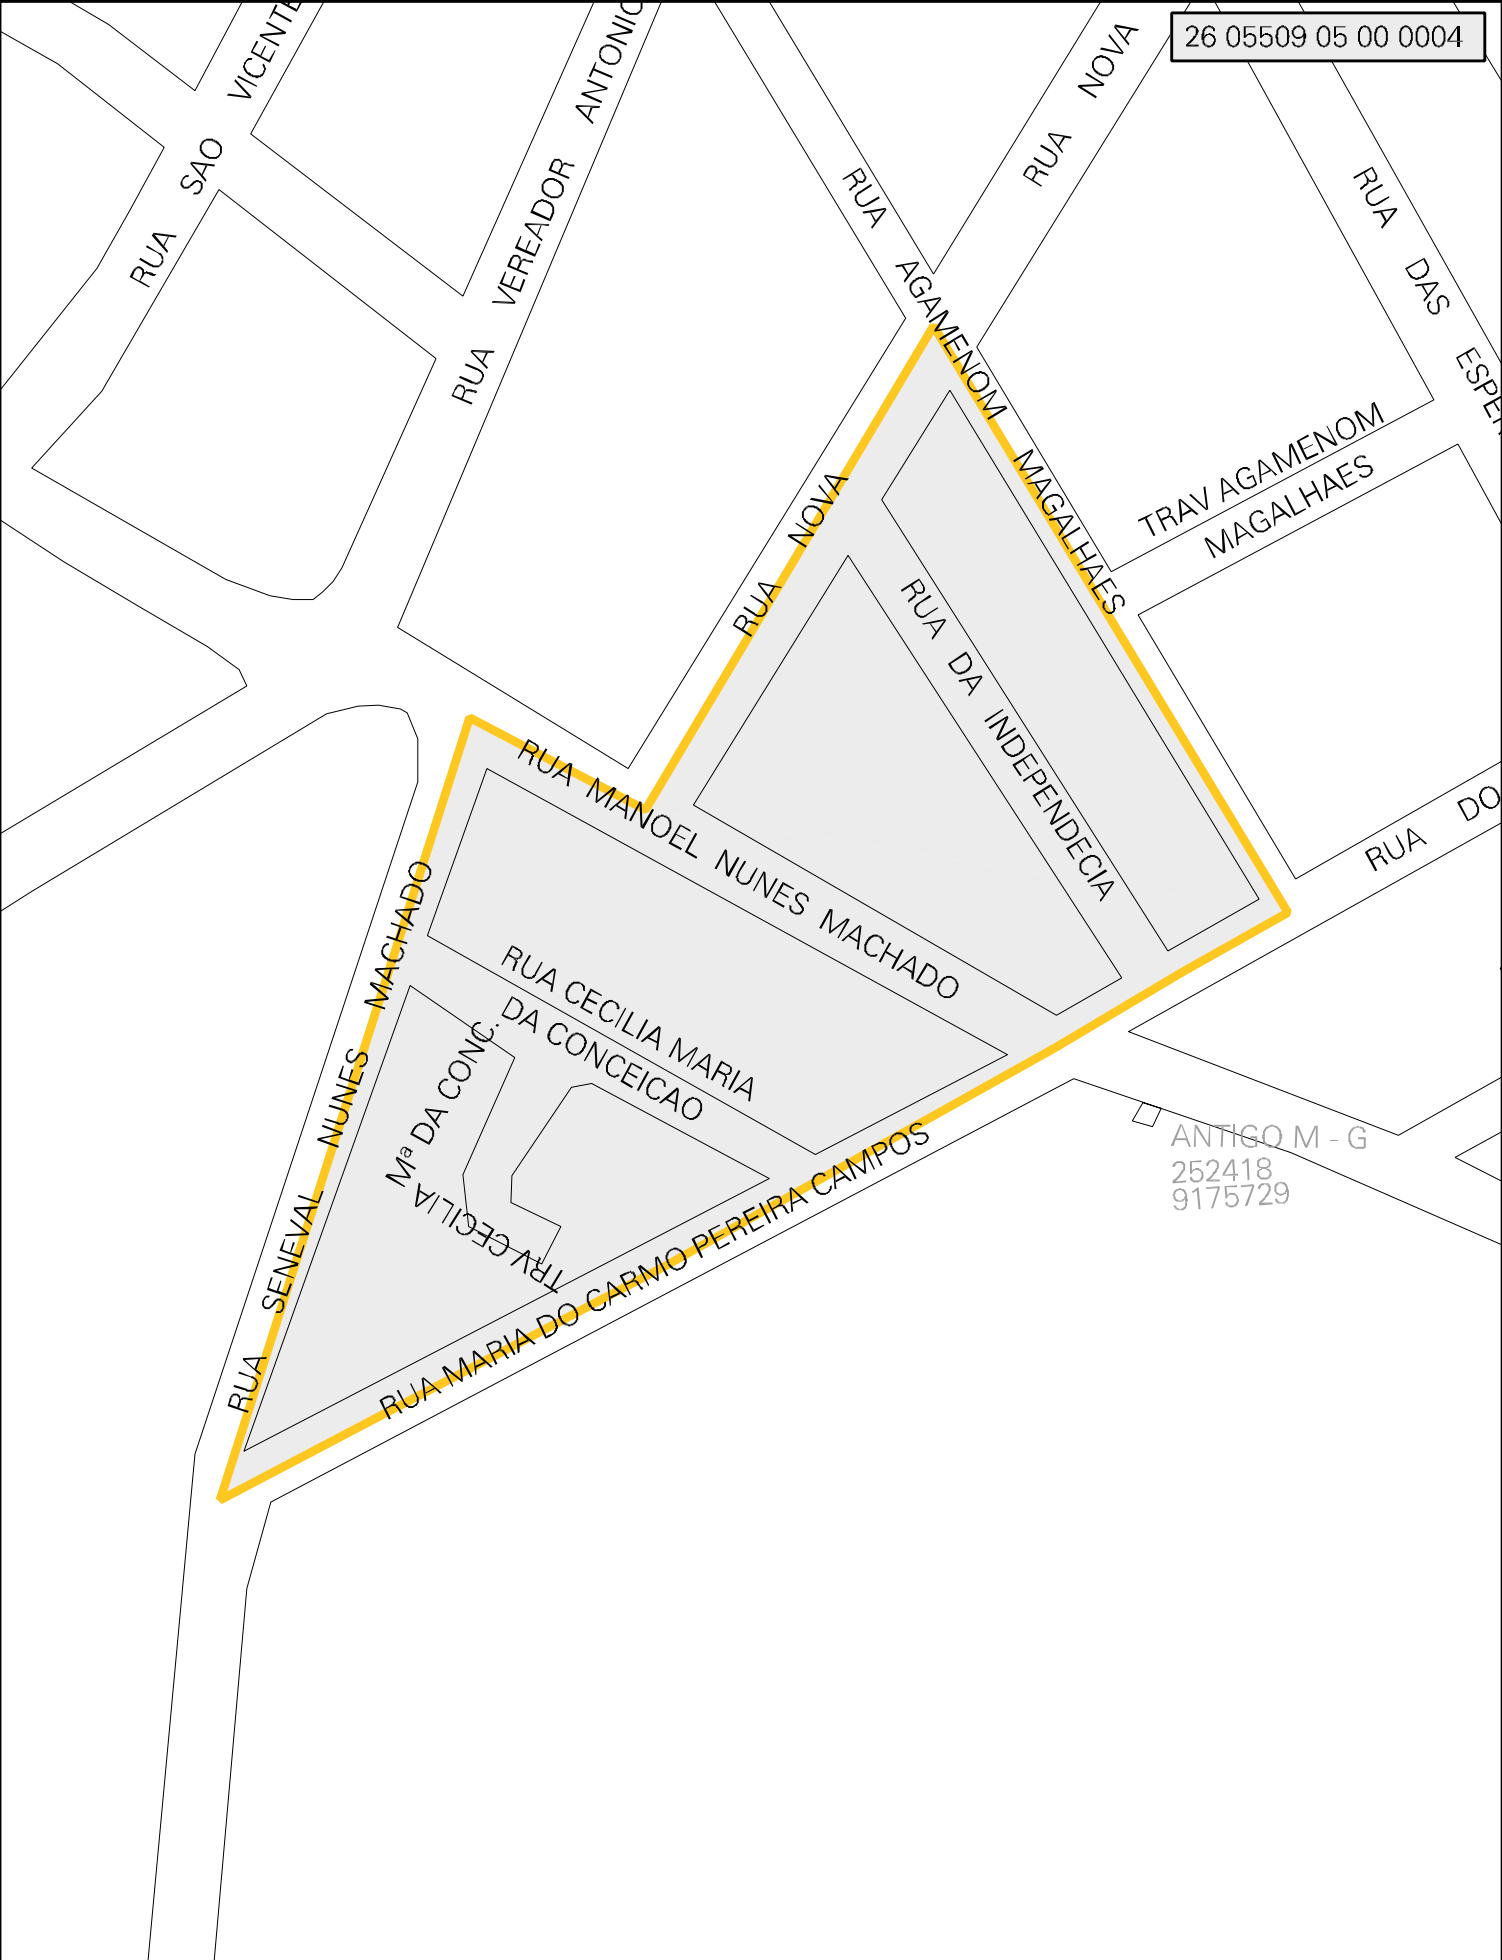 26 05509 05 00 0004
RUA SAO VICENTE
RUA VEREADOR ANTONIO
RUA NOVA
RUA AGAMENOM MAGALHAES
RUA DAS
TRAV AGAMENOM
MAGALHAES
RUA NOVA
RUA DA INDEPENDECIA
RUA MANOEL NUNES MACHADO
RUA DO
RUA SENEVAL NUNES MACHADO
RUA CECILIA MARIA
DA CONCEICAO
TRV CECILIA
Mª DA CONC.
RUA MARIA DO CARMO PEREIRA CAMPOS
ANTIGO M - G
252418
9175729